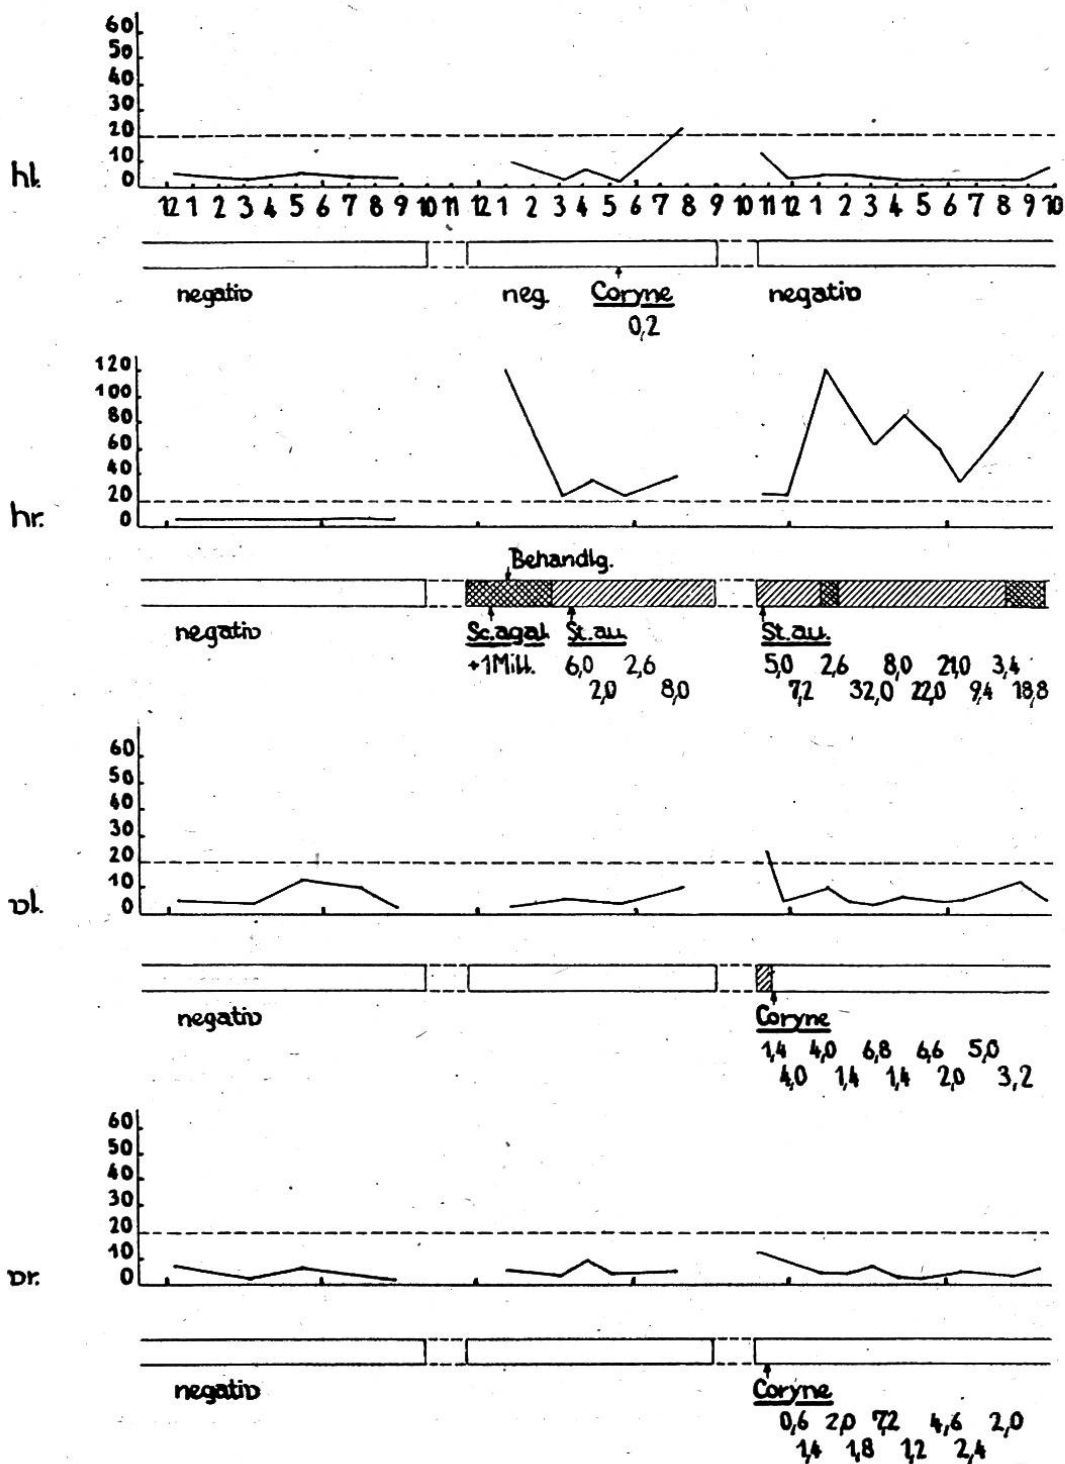 60
50
40
30
20
10
0
hl.
12 1 2 3 4 5 6 7 8 9 10 11 12 1 2 3 4 5 6 7 8 9 10 11 12 1 2 3 4 5 6 7 8 9 10
negativ neg. Coryne negativ
0,2
120
100
80
60
40
20
0
hr.
Behandlg.
negativ Sc.agal. St.au. St.au.
+1Mill. 6,0 2,6 5,0 2,6 8,0 21,0 3,4
2,0 8,0 7,2 32,0 22,0 9,4 18,8
60
50
40
30
20
10
0
vl.
negativ Coryne
1,4 4,0 6,8 6,6 5,0
4,0 1,4 1,4 2,0 3,2
60
50
40
30
20
10
0
vr.
negativ Coryne
0,6 2,0 7,2 4,6 2,0
1,4 1,8 1,2 2,4